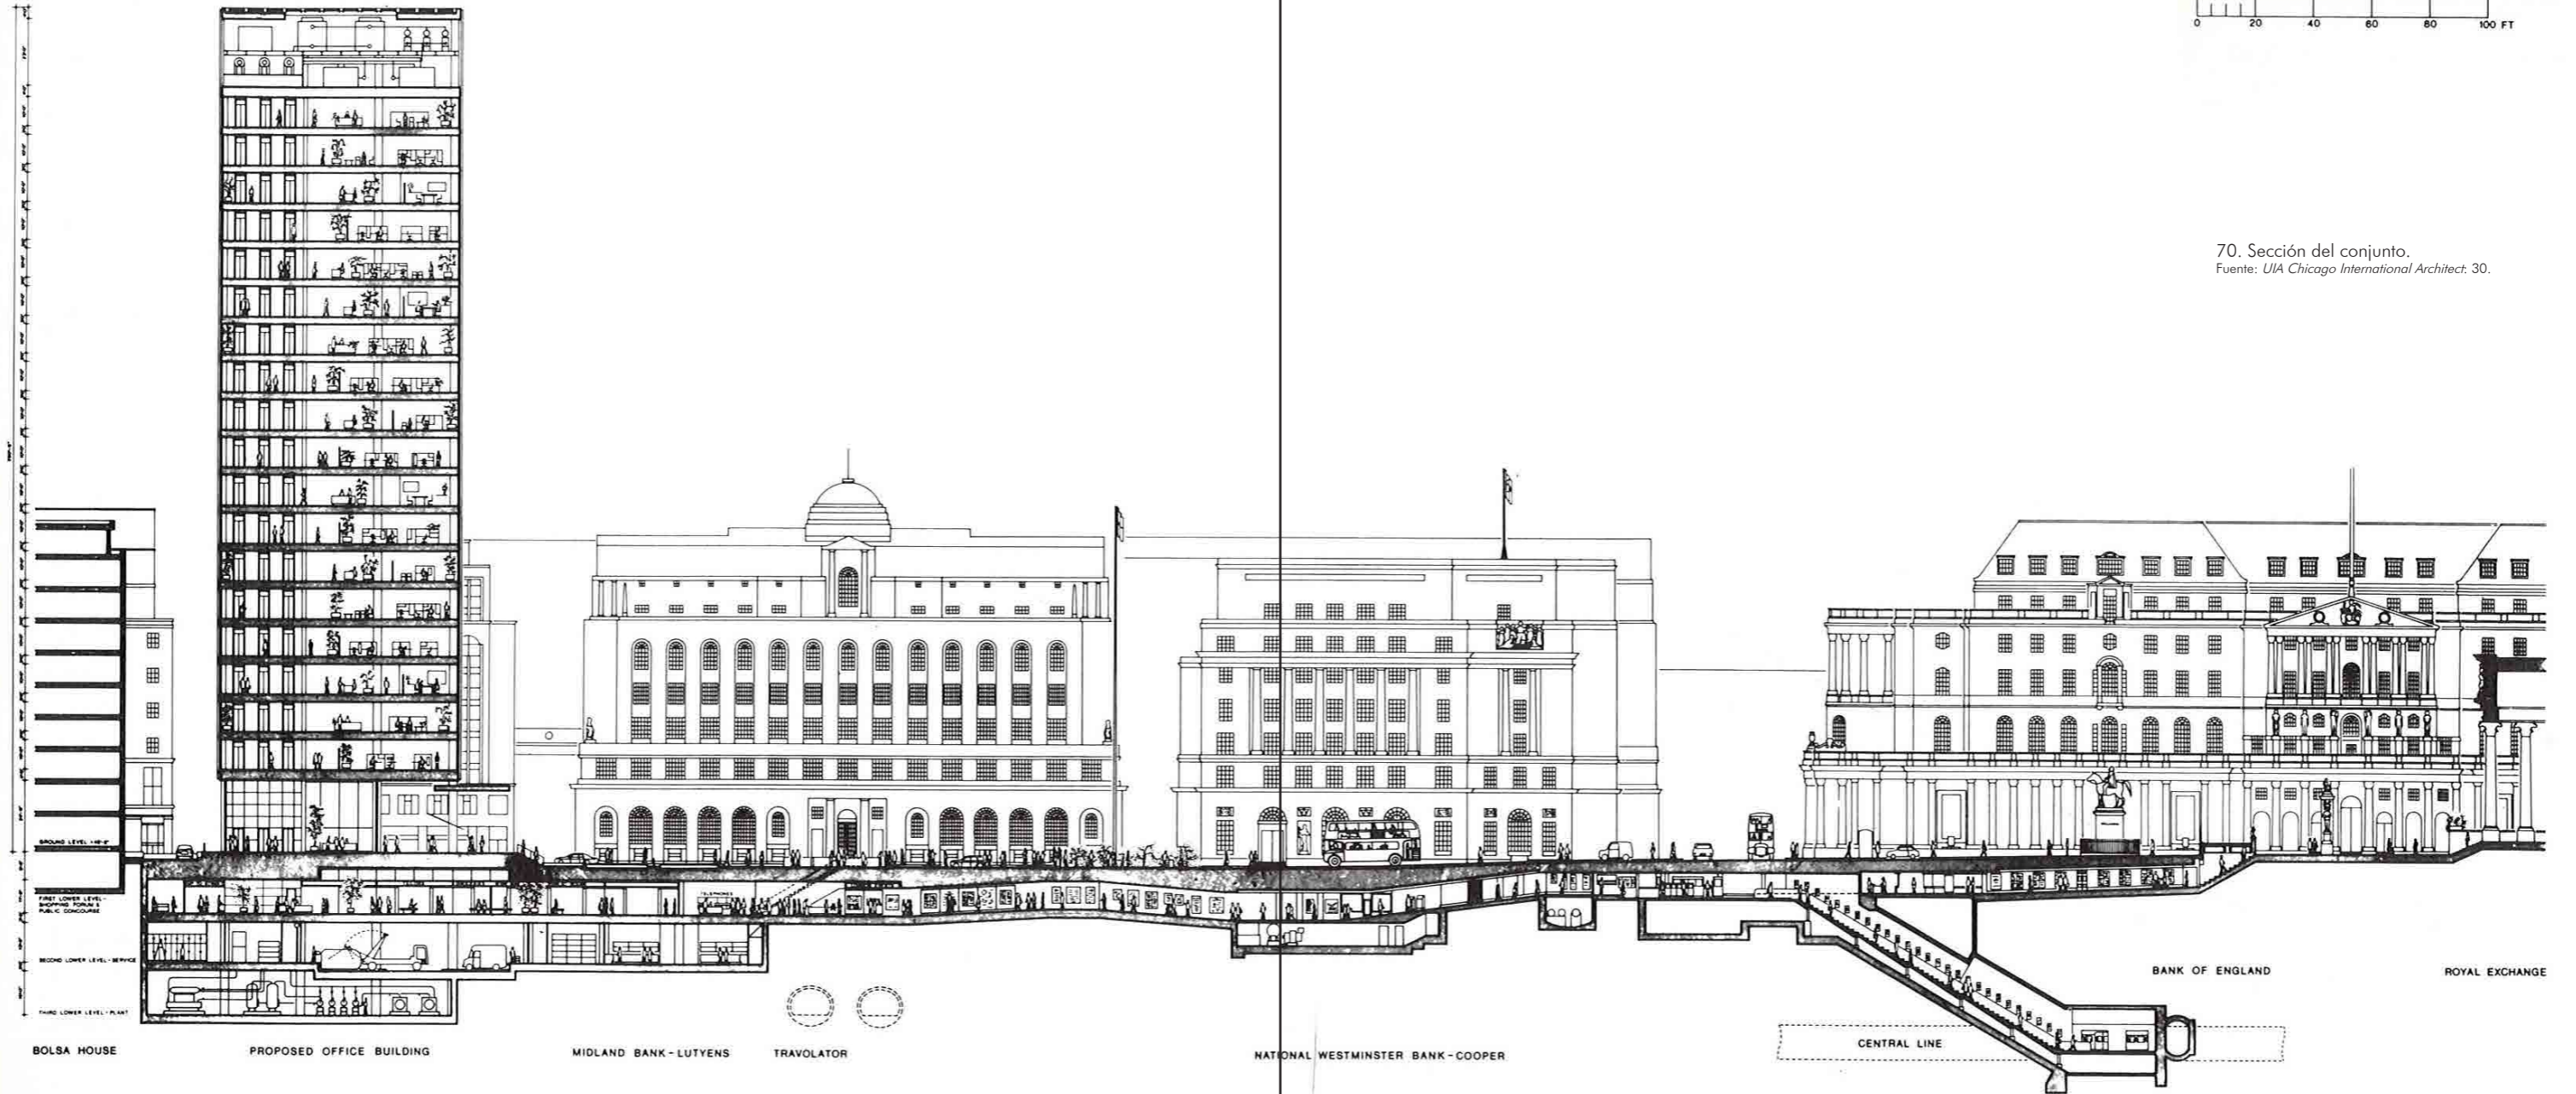 0 20 40 60 80 100 FT
70. Sección del conjunto.
Fuente: UIA Chicago International Architect: 30.
GROUND LEVEL
TELEPHONES
FIRST LOWER LEVEL-
SHOPPING FORUM &
PUBLIC CONCOURSE
SECOND LOWER LEVEL-SERVICE
THIRD LOWER LEVEL-PLANT
BANK OF ENGLAND
ROYAL EXCHANGE
CENTRAL LINE
BOLSA HOUSE
PROPOSED OFFICE BUILDING
MIDLAND BANK-LUTYENS
TRAVOLATOR
NATIONAL WESTMINSTER BANK-COOPER